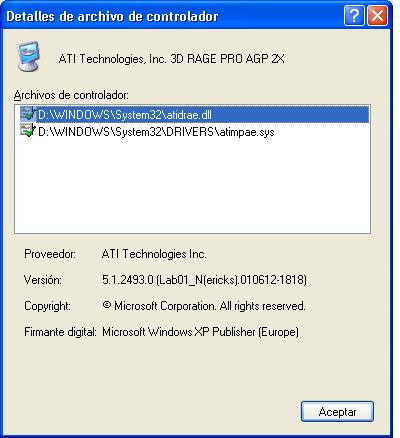 Detalles de archivo de controlador
ATI Technologies, Inc. 3D RAGE PRO AGP 2X
Archivos de controlador:
D:\WINDOWS\System32\atidrae.dll
D:\WINDOWS\System32\DRIVERS\atimpae.sys
Proveedor: ATI Technologies Inc.
Versión: 5.1.2493.0 (Lab01_N(ericks).010612-1818)
Copyright: © Microsoft Corporation. All rights reserved.
Firmante digital: Microsoft Windows XP Publisher (Europe)
Aceptar